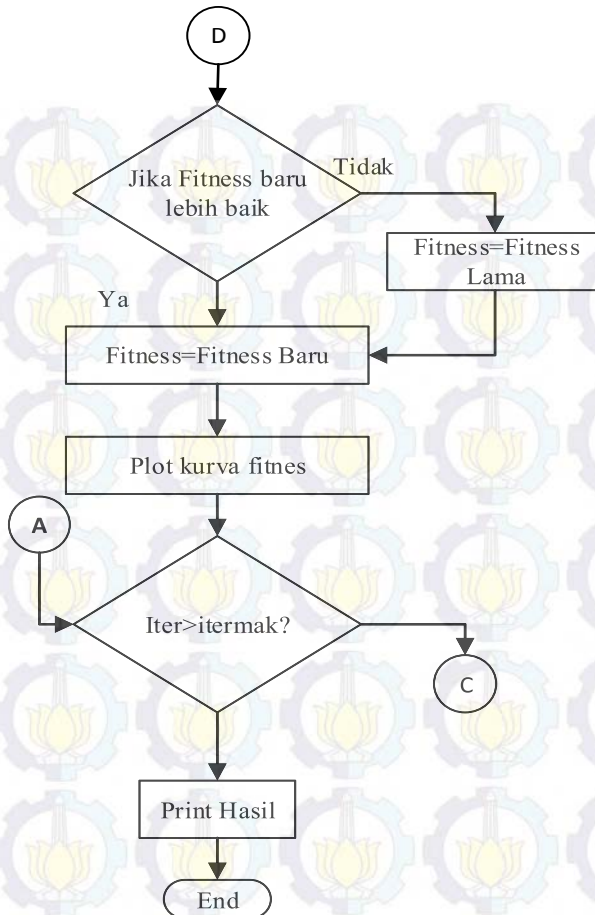 D
Jika Fitness baru
lebih baik
Tidak
Fitness=Fitness
Lama
Ya
Fitness=Fitness Baru
Plot kurva fitnes
A
Iter>itermak?
C
Print Hasil
End